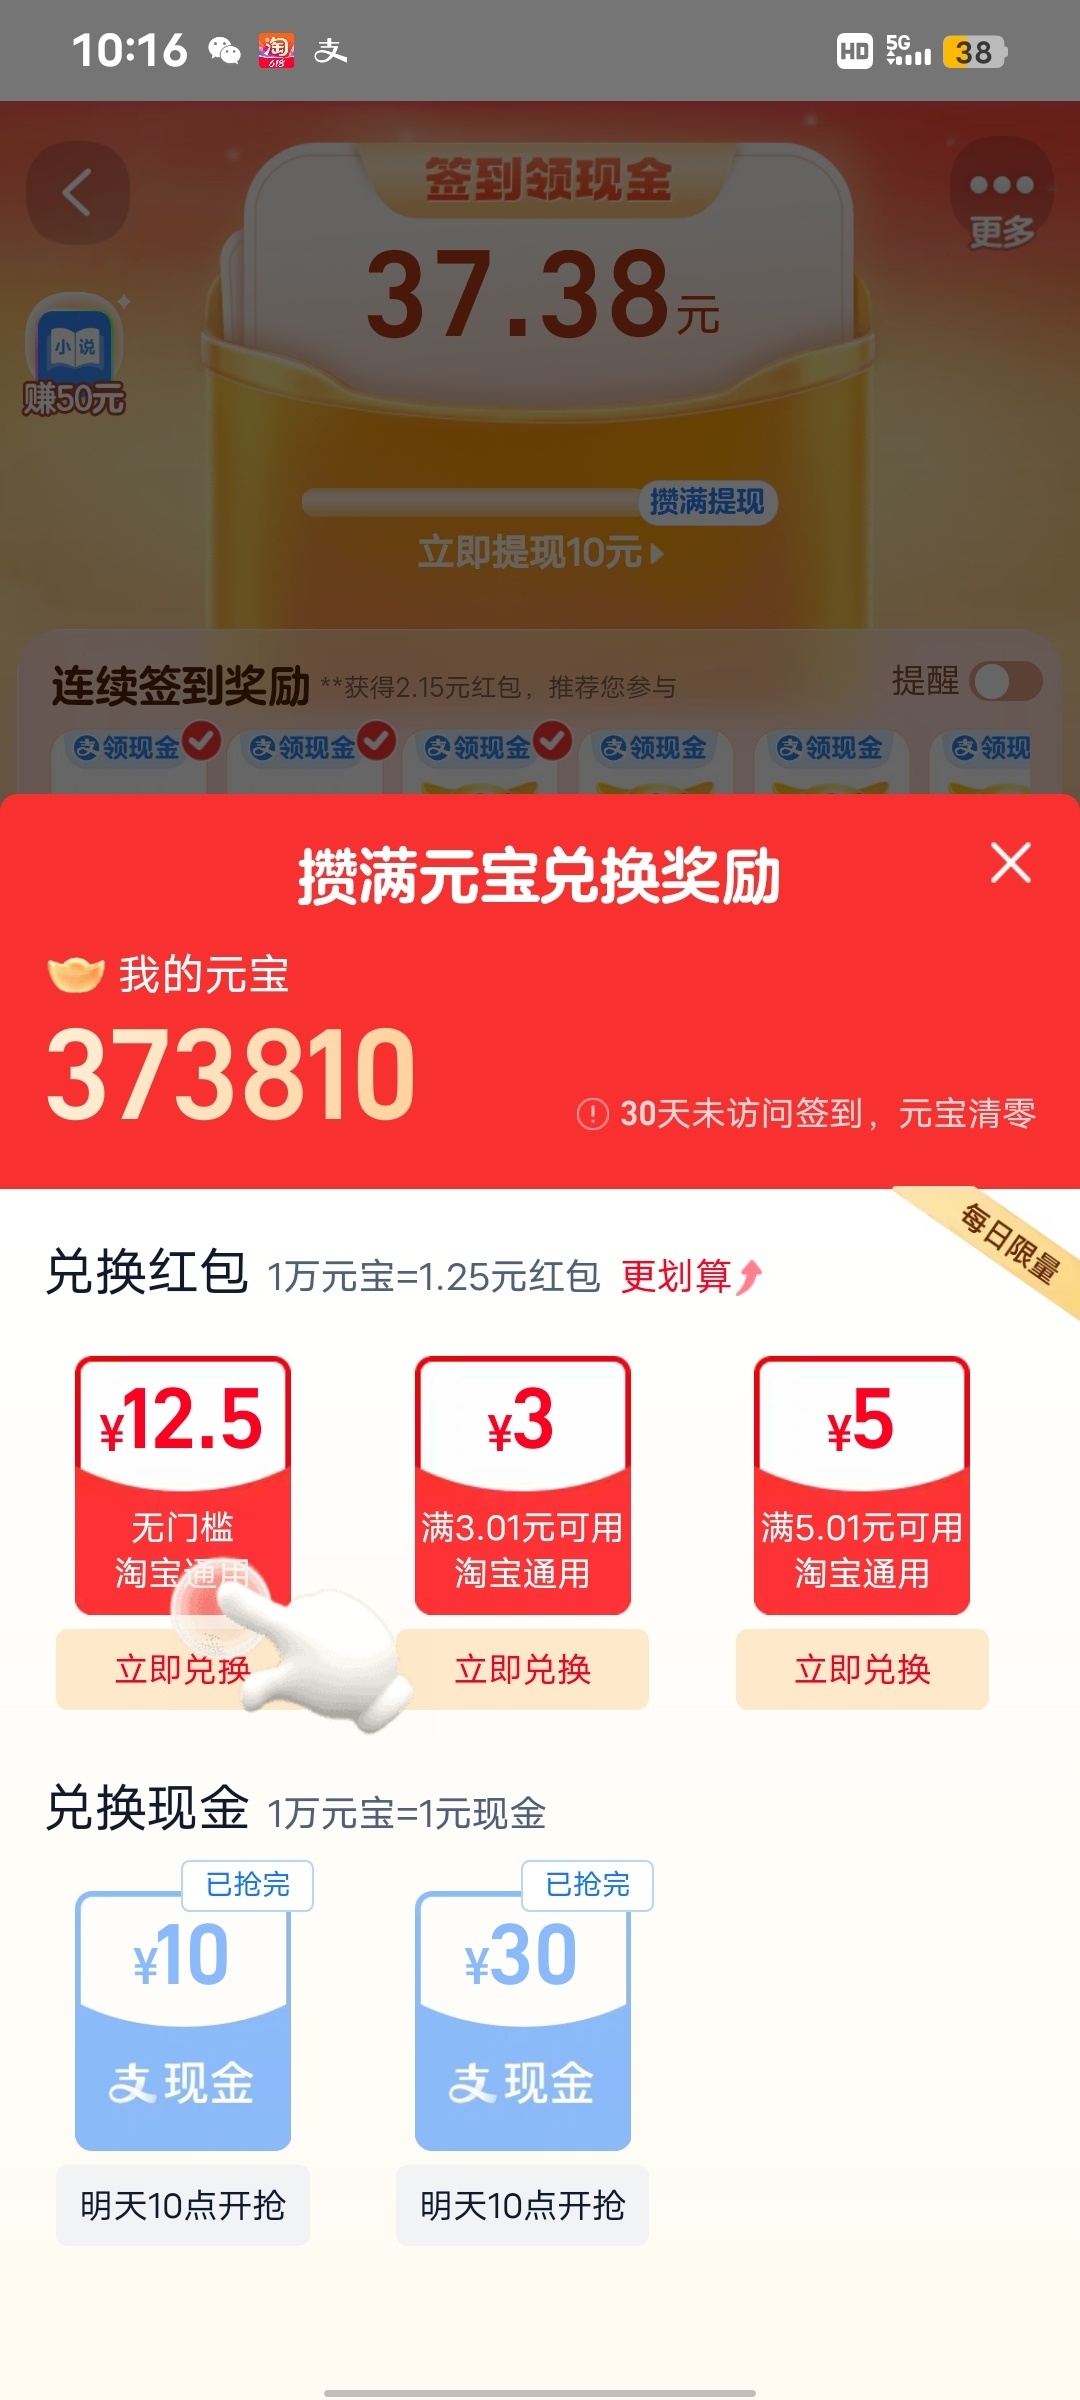 10:16
淘
618
支
HD
5G
38
签到领现金
更多
37.38元
小说
赚50元
攒满提现
立即提现10元
连续签到奖励 **获得2.15元红包，推荐您参与 提醒
支领现金 支领现金 支领现金 支领现金 支领现金 支领现
攒满元宝兑换奖励
我的元宝
373810
30天未访问签到，元宝清零
每日限量
兑换红包 1万元宝=1.25元红包 更划算
¥12.5 ¥3 ¥5
无门槛 满3.01元可用 满5.01元可用
淘宝通用 淘宝通用 淘宝通用
立即兑换 立即兑换 立即兑换
兑换现金 1万元宝=1元现金
已抢完 已抢完
¥10 ¥30
支现金 支现金
明天10点开抢 明天10点开抢